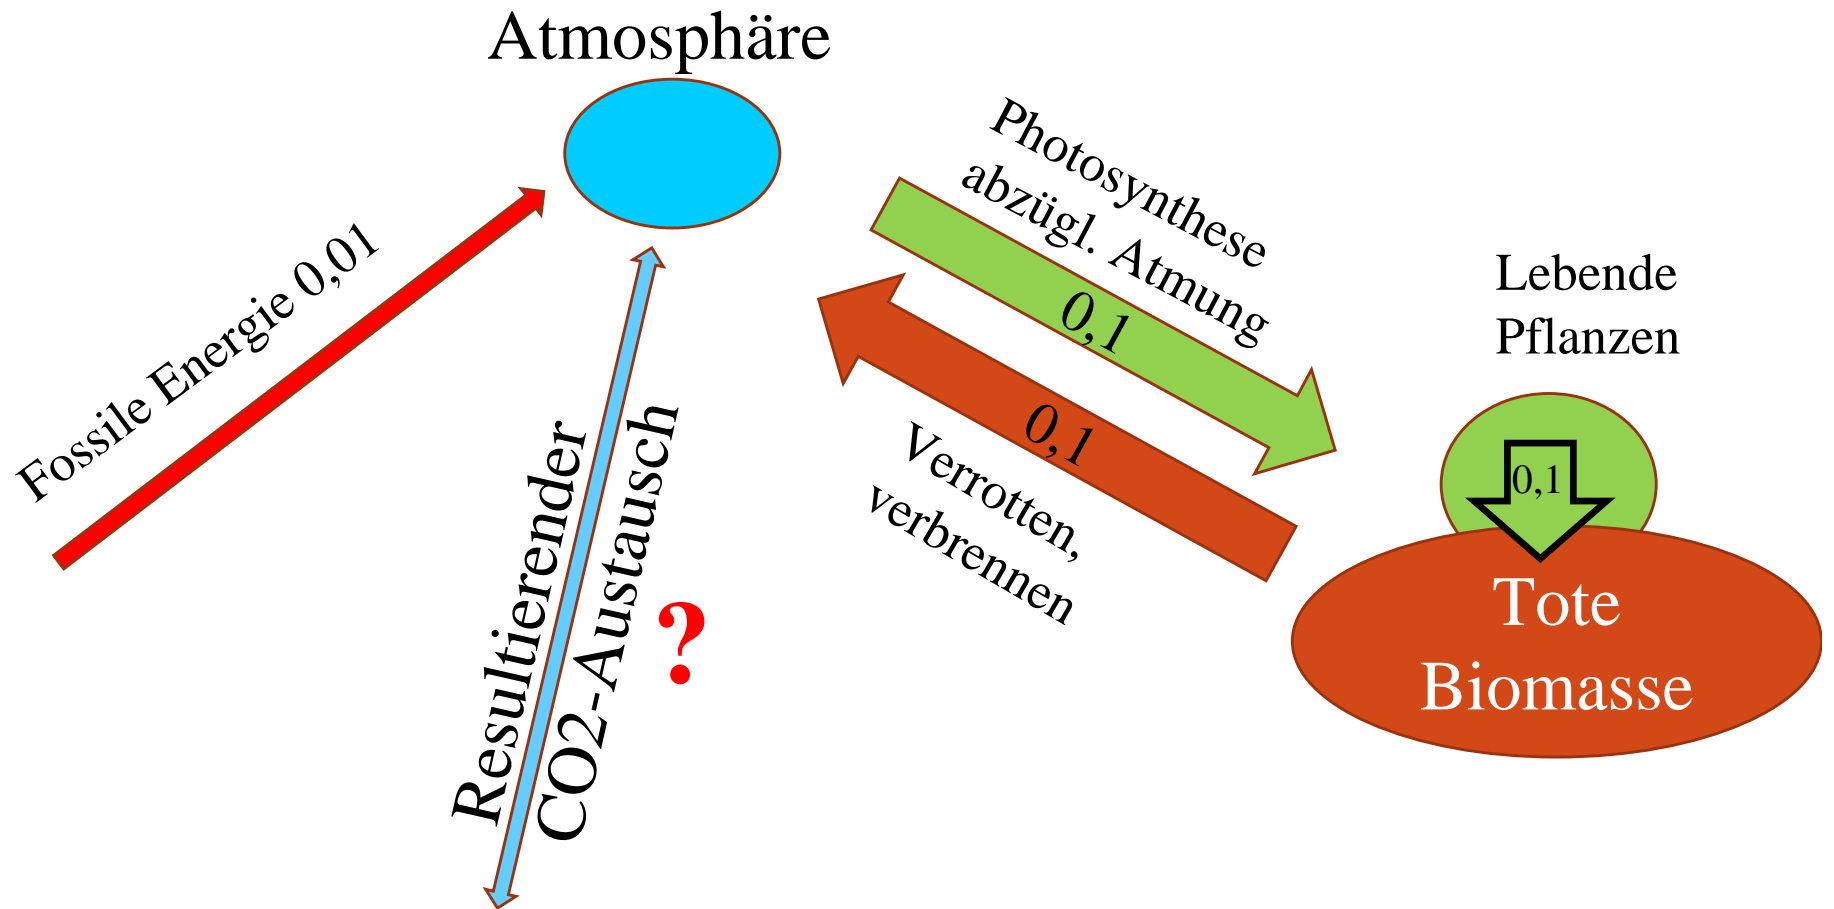 Atmosphäre
Fossile Energie 0,01
Photosynthese
abzügl. Atmung
0,1
0,1
Verrotten,
verbrennen
Lebende
Pflanzen
0,1
Tote
Biomasse
Resultierender
CO2-Austausch
?